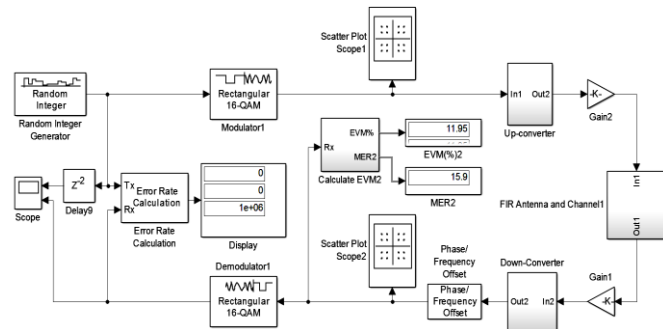 Scatter Plot
Scope1
Random
Integer
Random Integer
Generator
Rectangular
16-QAM
Modulator1
In1
Out2
Up-converter
-K-
Gain2
Rx
EVM%
MER2
Calculate EVM2
11.95
EVM(%)2
15.9
MER2
Scope
Z-2
Delay9
Tx
Rx
Error Rate
Calculation
Error Rate
Calculation
0
0
1e+06
Display
In1
Out1
FIR Antenna and Channel1
Scatter Plot
Scope2
Demodulator1
Rectangular
16-QAM
Phase/
Frequency
Offset
Phase/
Frequency
Offset
Down-Converter
Out2
In2
Gain1
-K-